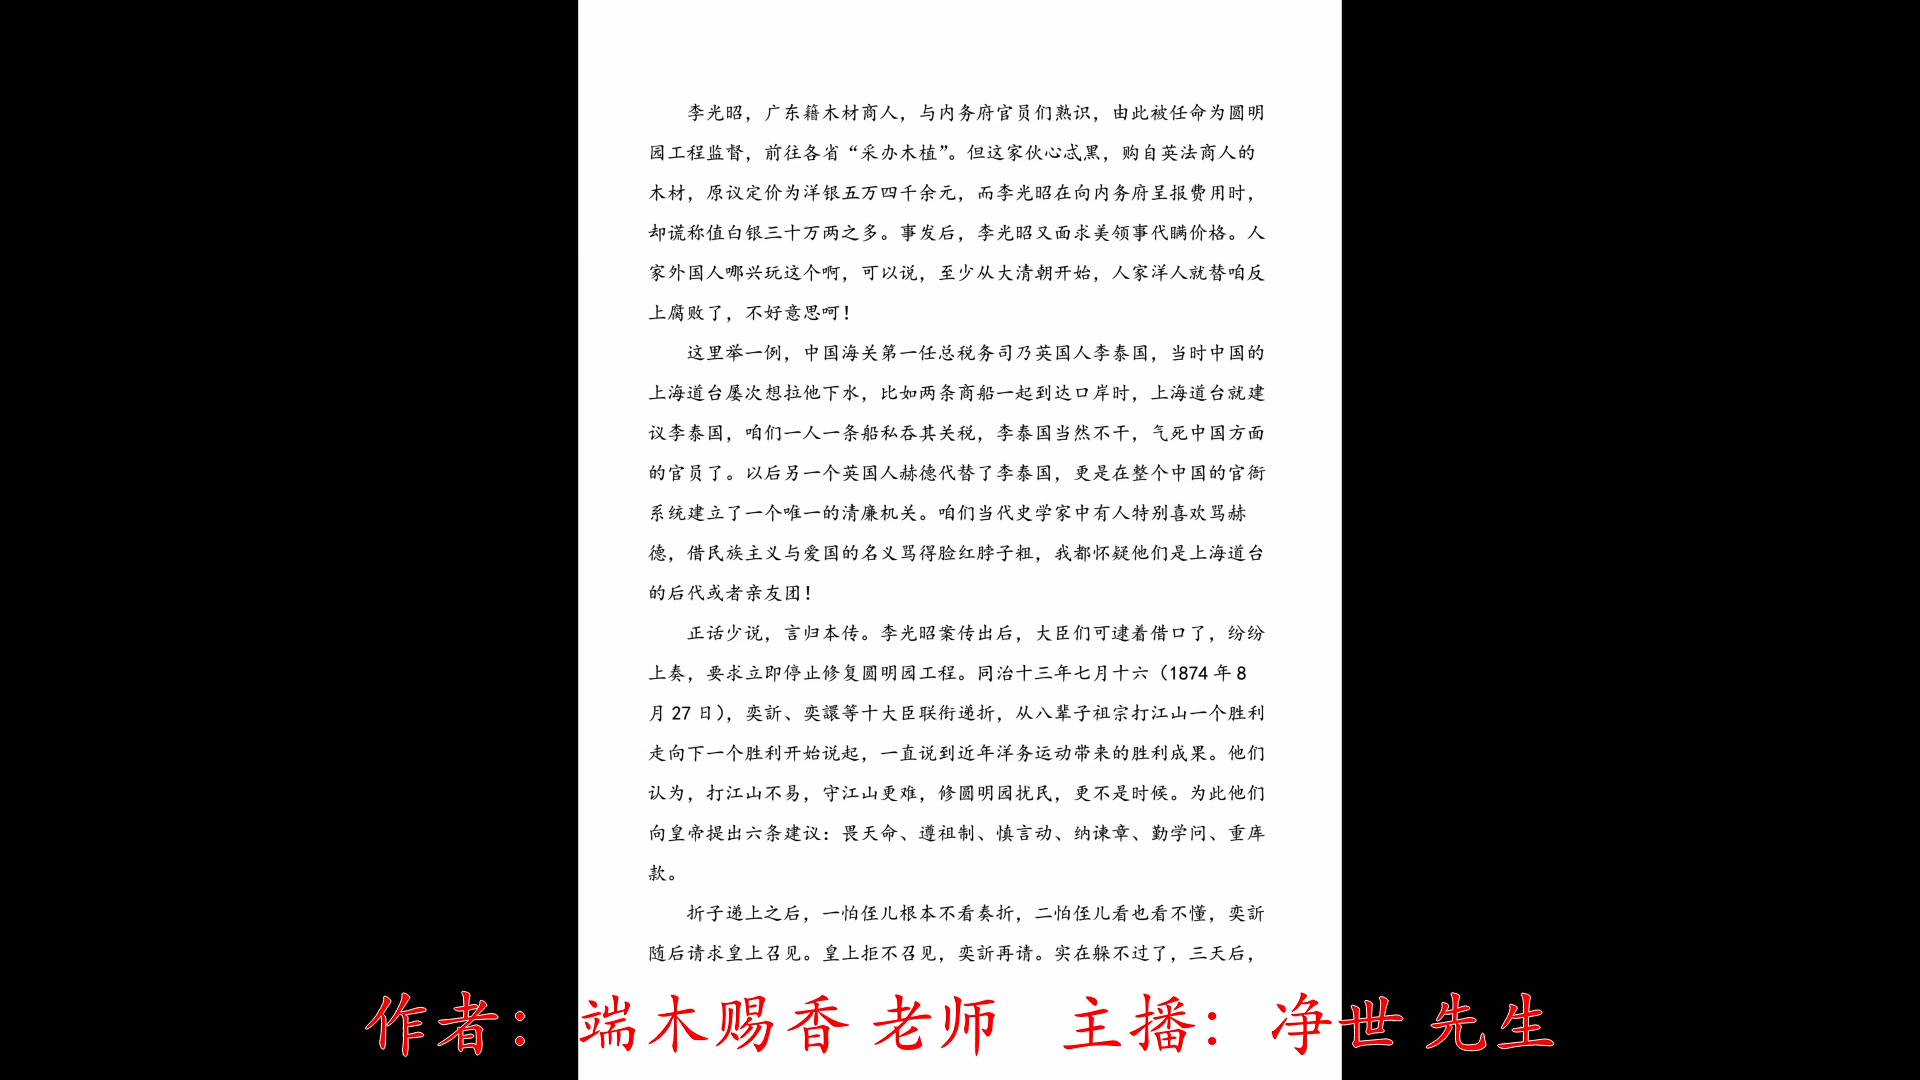 李光昭，广东籍木材商人，与内务府官员们熟识，由此被任命为圆明
园工程监督，前往各省“采办木植”。但这家伙心忒黑，购自英法商人的
木材，原议定价为洋银五万四千余元，而李光昭在向内务府呈报费用时，
却谎称值白银三十万两之多。事发后，李光昭又面求美领事代瞒价格。人
家外国人哪兴玩这个啊，可以说，至少从大清朝开始，人家洋人就替咱反
上腐败了，不好意思呵！
这里举一例，中国海关第一任总税务司乃英国人李泰国，当时中国的
上海道台屡次想拉他下水，比如两条商船一起到达口岸时，上海道台就建
议李泰国，咱们一人一条船私吞其关税，李泰国当然不干，气死中国方面
的官员了。以后另一个英国人赫德代替了李泰国，更是在整个中国的官衙
系统建立了一个唯一的清廉机关。咱们当代史学家中有人特别喜欢骂赫
德，借民族主义与爱国的名义骂得脸红脖子粗，我都怀疑他们是上海道台
的后代或者亲友团！
正话少说，言归本传。李光昭案传出后，大臣们可逮着借口了，纷纷
上奏，要求立即停止修复圆明园工程。同治十三年七月十六（1874 年 8
月 27 日），奕訢、奕譞等十大臣联衔递折，从八辈子祖宗打江山一个胜利
走向下一个胜利开始说起，一直说到近年洋务运动带来的胜利成果。他们
认为，打江山不易，守江山更难，修圆明园扰民，更不是时候。为此他们
向皇帝提出六条建议：畏天命、遵祖制、慎言动、纳谏章、勤学问、重库
款。
折子递上之后，一怕侄儿根本不看奏折，二怕侄儿看也看不懂，奕訢
随后请求皇上召见。皇上拒不召见，奕訢再请。实在躲不过了，三天后，
作者：端木赐香老师 主播：净世先生